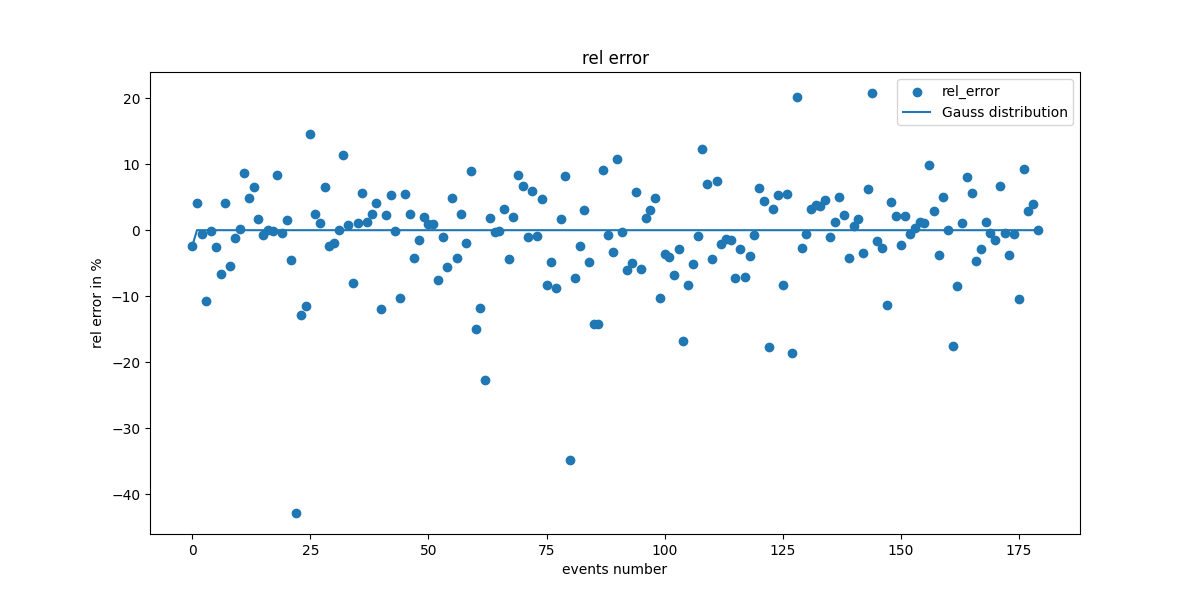 rel error
rel_error
Gauss distribution
rel error in %
20
10
0
−10
−20
−30
−40
0 25 50 75 100 125 150 175
events number